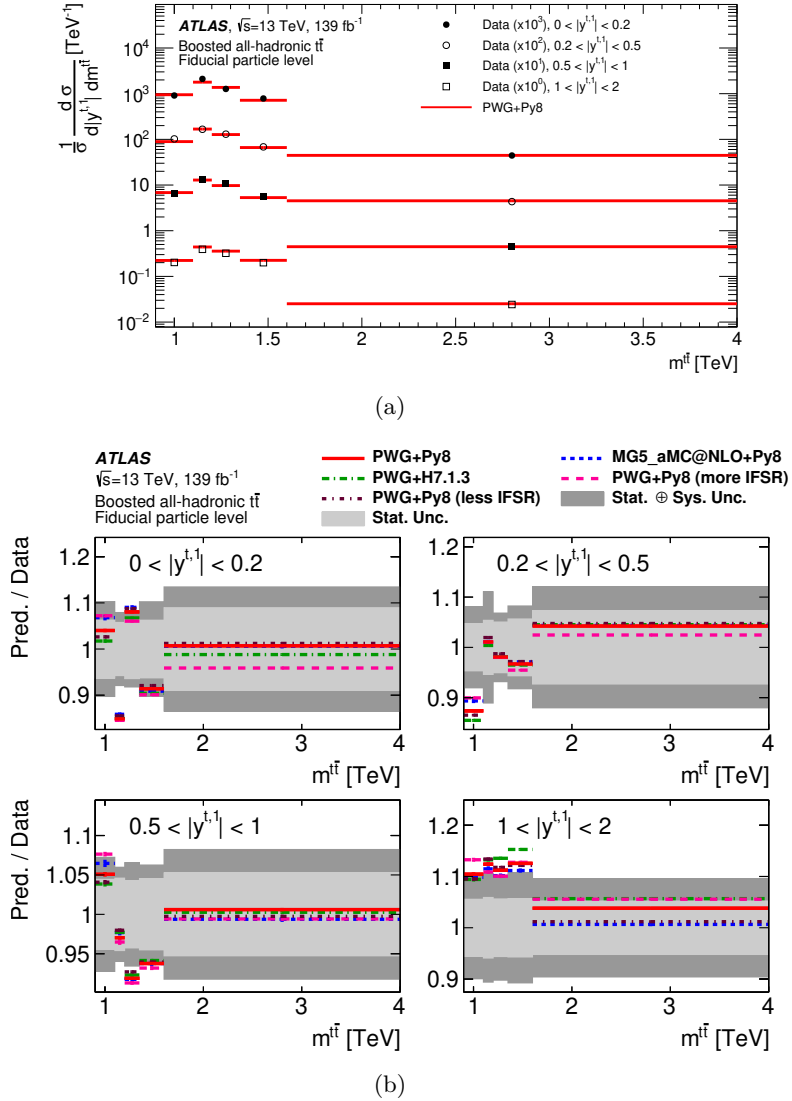 ATLAS, √s=13 TeV, 139 fb⁻¹
Boosted all-hadronic tt̄
Fiducial particle level
Data (x10³), 0 < |y^{t,1}| < 0.2
Data (x10²), 0.2 < |y^{t,1}| < 0.5
Data (x10¹), 0.5 < |y^{t,1}| < 1
Data (x10⁰), 1 < |y^{t,1}| < 2
PWG+Py8
1/σ d σ / d|y^{t,1}| dm^{tt̄} [TeV⁻¹]
10⁴
10³
10²
10
1
10⁻¹
10⁻²
1 1.5 2 2.5 3 3.5 4
m^{tt̄} [TeV]
(a)
ATLAS
√s=13 TeV, 139 fb⁻¹
Boosted all-hadronic tt̄
Fiducial particle level
PWG+Py8
PWG+H7.1.3
PWG+Py8 (less IFSR)
Stat. Unc.
MG5_aMC@NLO+Py8
PWG+Py8 (more IFSR)
Stat. ⊕ Sys. Unc.
Pred. / Data
0 < |y^{t,1}| < 0.2
1.2
1.1
1
0.9
1 2 3 4
m^{tt̄} [TeV]
0.2 < |y^{t,1}| < 0.5
1.2
1.1
1
0.9
1 2 3 4
m^{tt̄} [TeV]
Pred. / Data
0.5 < |y^{t,1}| < 1
1.1
1.05
1
0.95
1 2 3 4
m^{tt̄} [TeV]
1 < |y^{t,1}| < 2
1.2
1.1
1
0.9
1 2 3 4
m^{tt̄} [TeV]
(b)